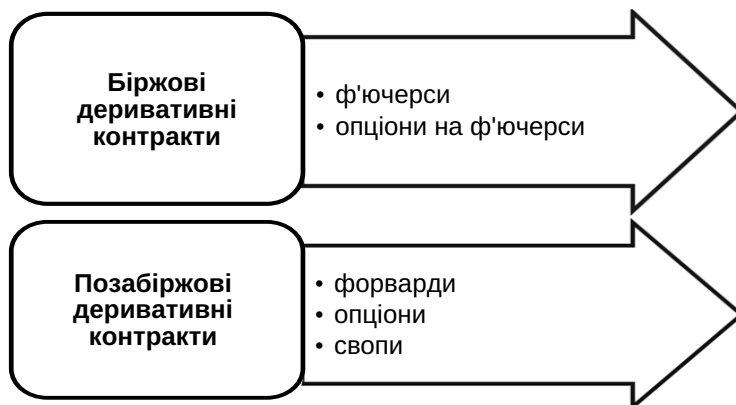 Біржові
деривативні
контракти
• ф'ючерси
• опціони на ф'ючерси
Позабіржові
деривативні
контракти
• форварди
• опціони
• свопи